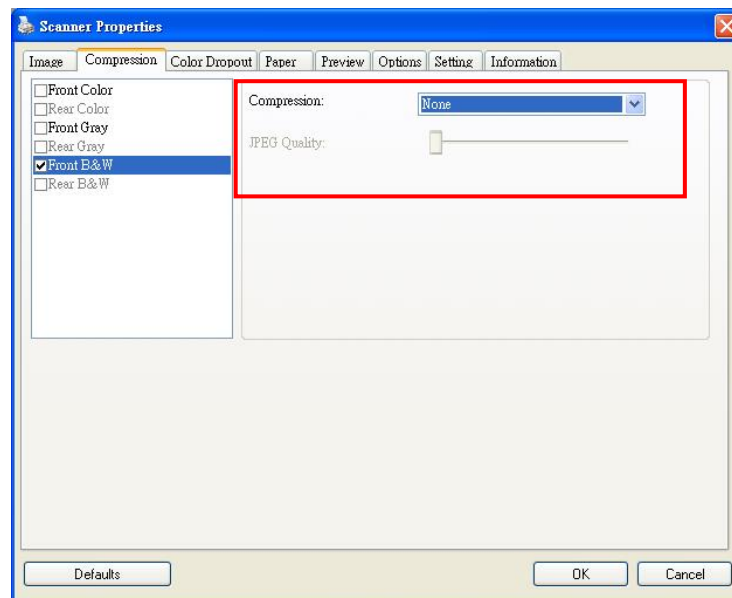 Scanner Properties
Image Compression Color Dropout Paper Preview Options Setting Information
Front Color
Rear Color
Front Gray
Rear Gray
Front B&W
Rear B&W
Compression: None
JPEG Quality:
Defaults OK Cancel